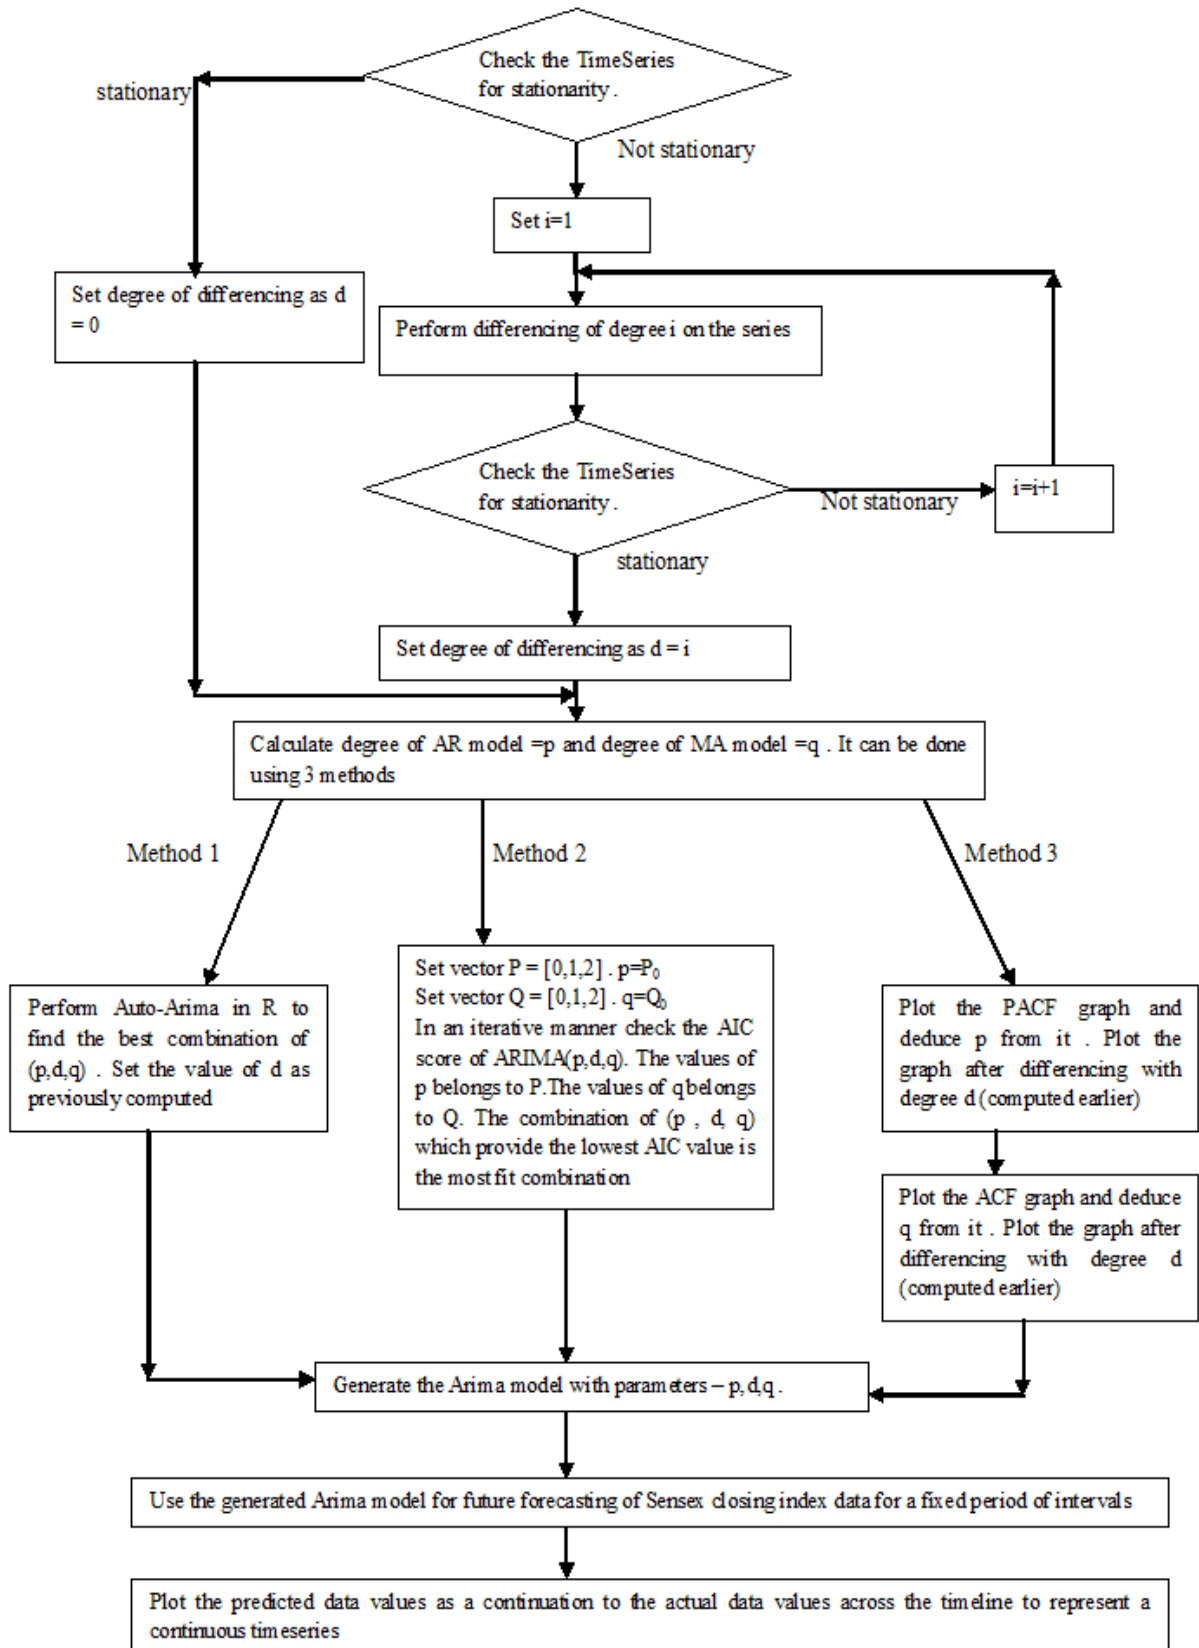 Check the TimeSeries
for stationarity .
stationary
Not stationary
Set i=1
Set degree of differencing as d
= 0
Perform differencing of degree i on the series
Check the TimeSeries
for stationarity .
Not stationary
i=i+1
stationary
Set degree of differencing as d = i
Calculate degree of AR model =p and degree of MA model =q . It can be done
using 3 methods
Method 1
Method 2
Method 3
Perform Auto-Arima in R to
find the best combination of
(p,d,q) . Set the value of d as
previously computed
Set vector P = [0,1,2] . p=P₀
Set vector Q = [0,1,2] . q=Q₀
In an iterative manner check the AIC
score of ARIMA(p,d,q). The values of
p belongs to P.The values of q belongs
to Q. The combination of (p , d, q)
which provide the lowest AIC value is
the most fit combination
Plot the PACF graph and
deduce p from it . Plot the
graph after differencing with
degree d (computed earlier)
Plot the ACF graph and deduce
q from it . Plot the graph after
differencing with degree d
(computed earlier)
Generate the Arima model with parameters – p, d,q .
Use the generated Arima model for future forecasting of Sensex closing index data for a fixed period of intervals
Plot the predicted data values as a continuation to the actual data values across the timeline to represent a
continuous timeseries